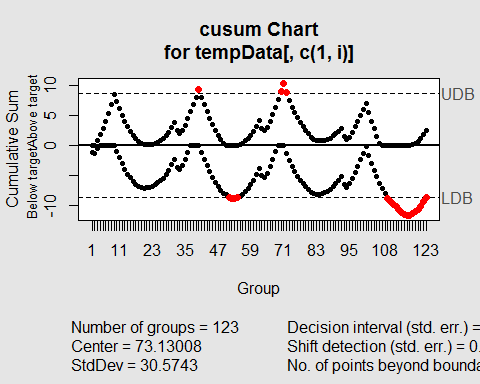 cusum Chart
for tempData[, c(1, i)]
Cumulative Sum
Below target
Above target
10
5
0
-10
UDB
LDB
1 11 23 35 47 59 71 83 95 108 123
Group
Number of groups = 123
Center = 73.13008
StdDev = 30.5743
Decision interval (std. err.) =
Shift detection (std. err.) = 0.
No. of points beyond bounda